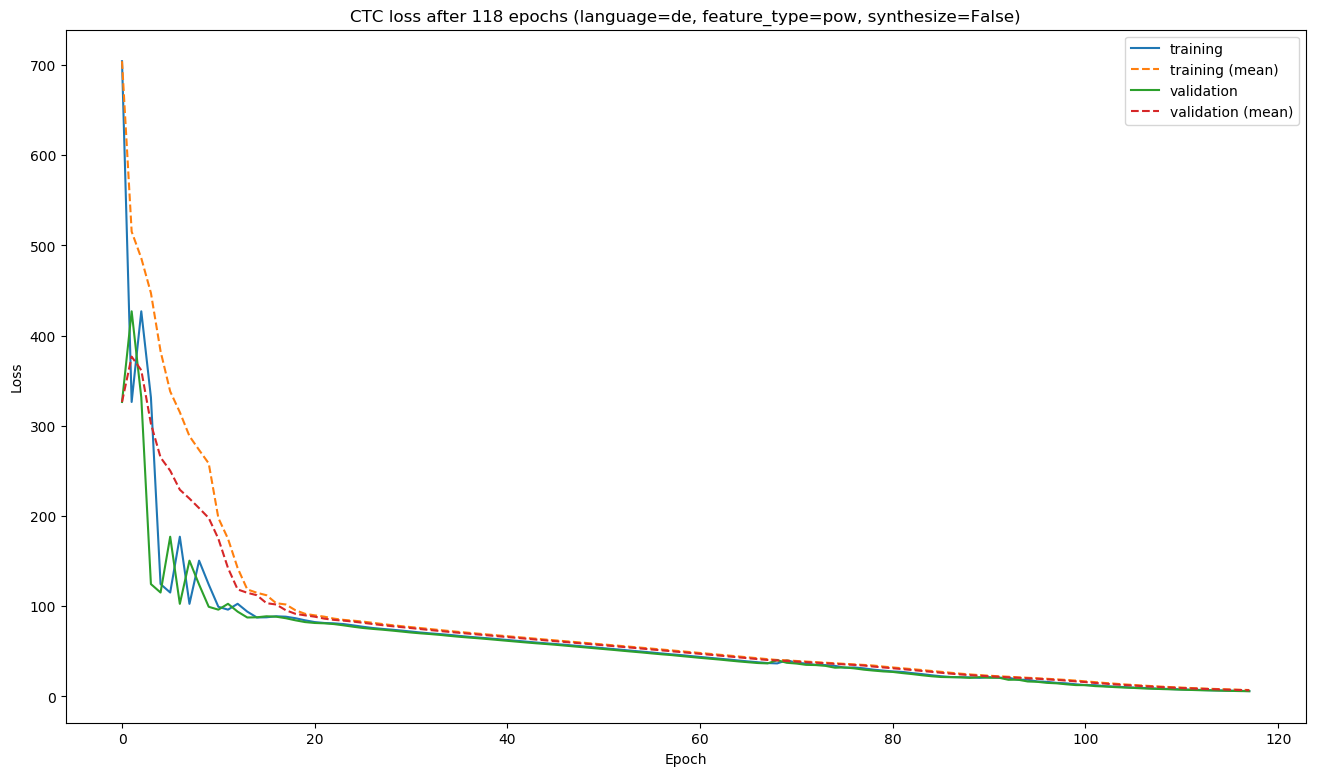 CTC loss after 118 epochs (language=de, feature_type=pow, synthesize=False)
training
training (mean)
validation
validation (mean)
700
600
500
400
300
200
100
0
Loss
0 20 40 60 80 100 120
Epoch